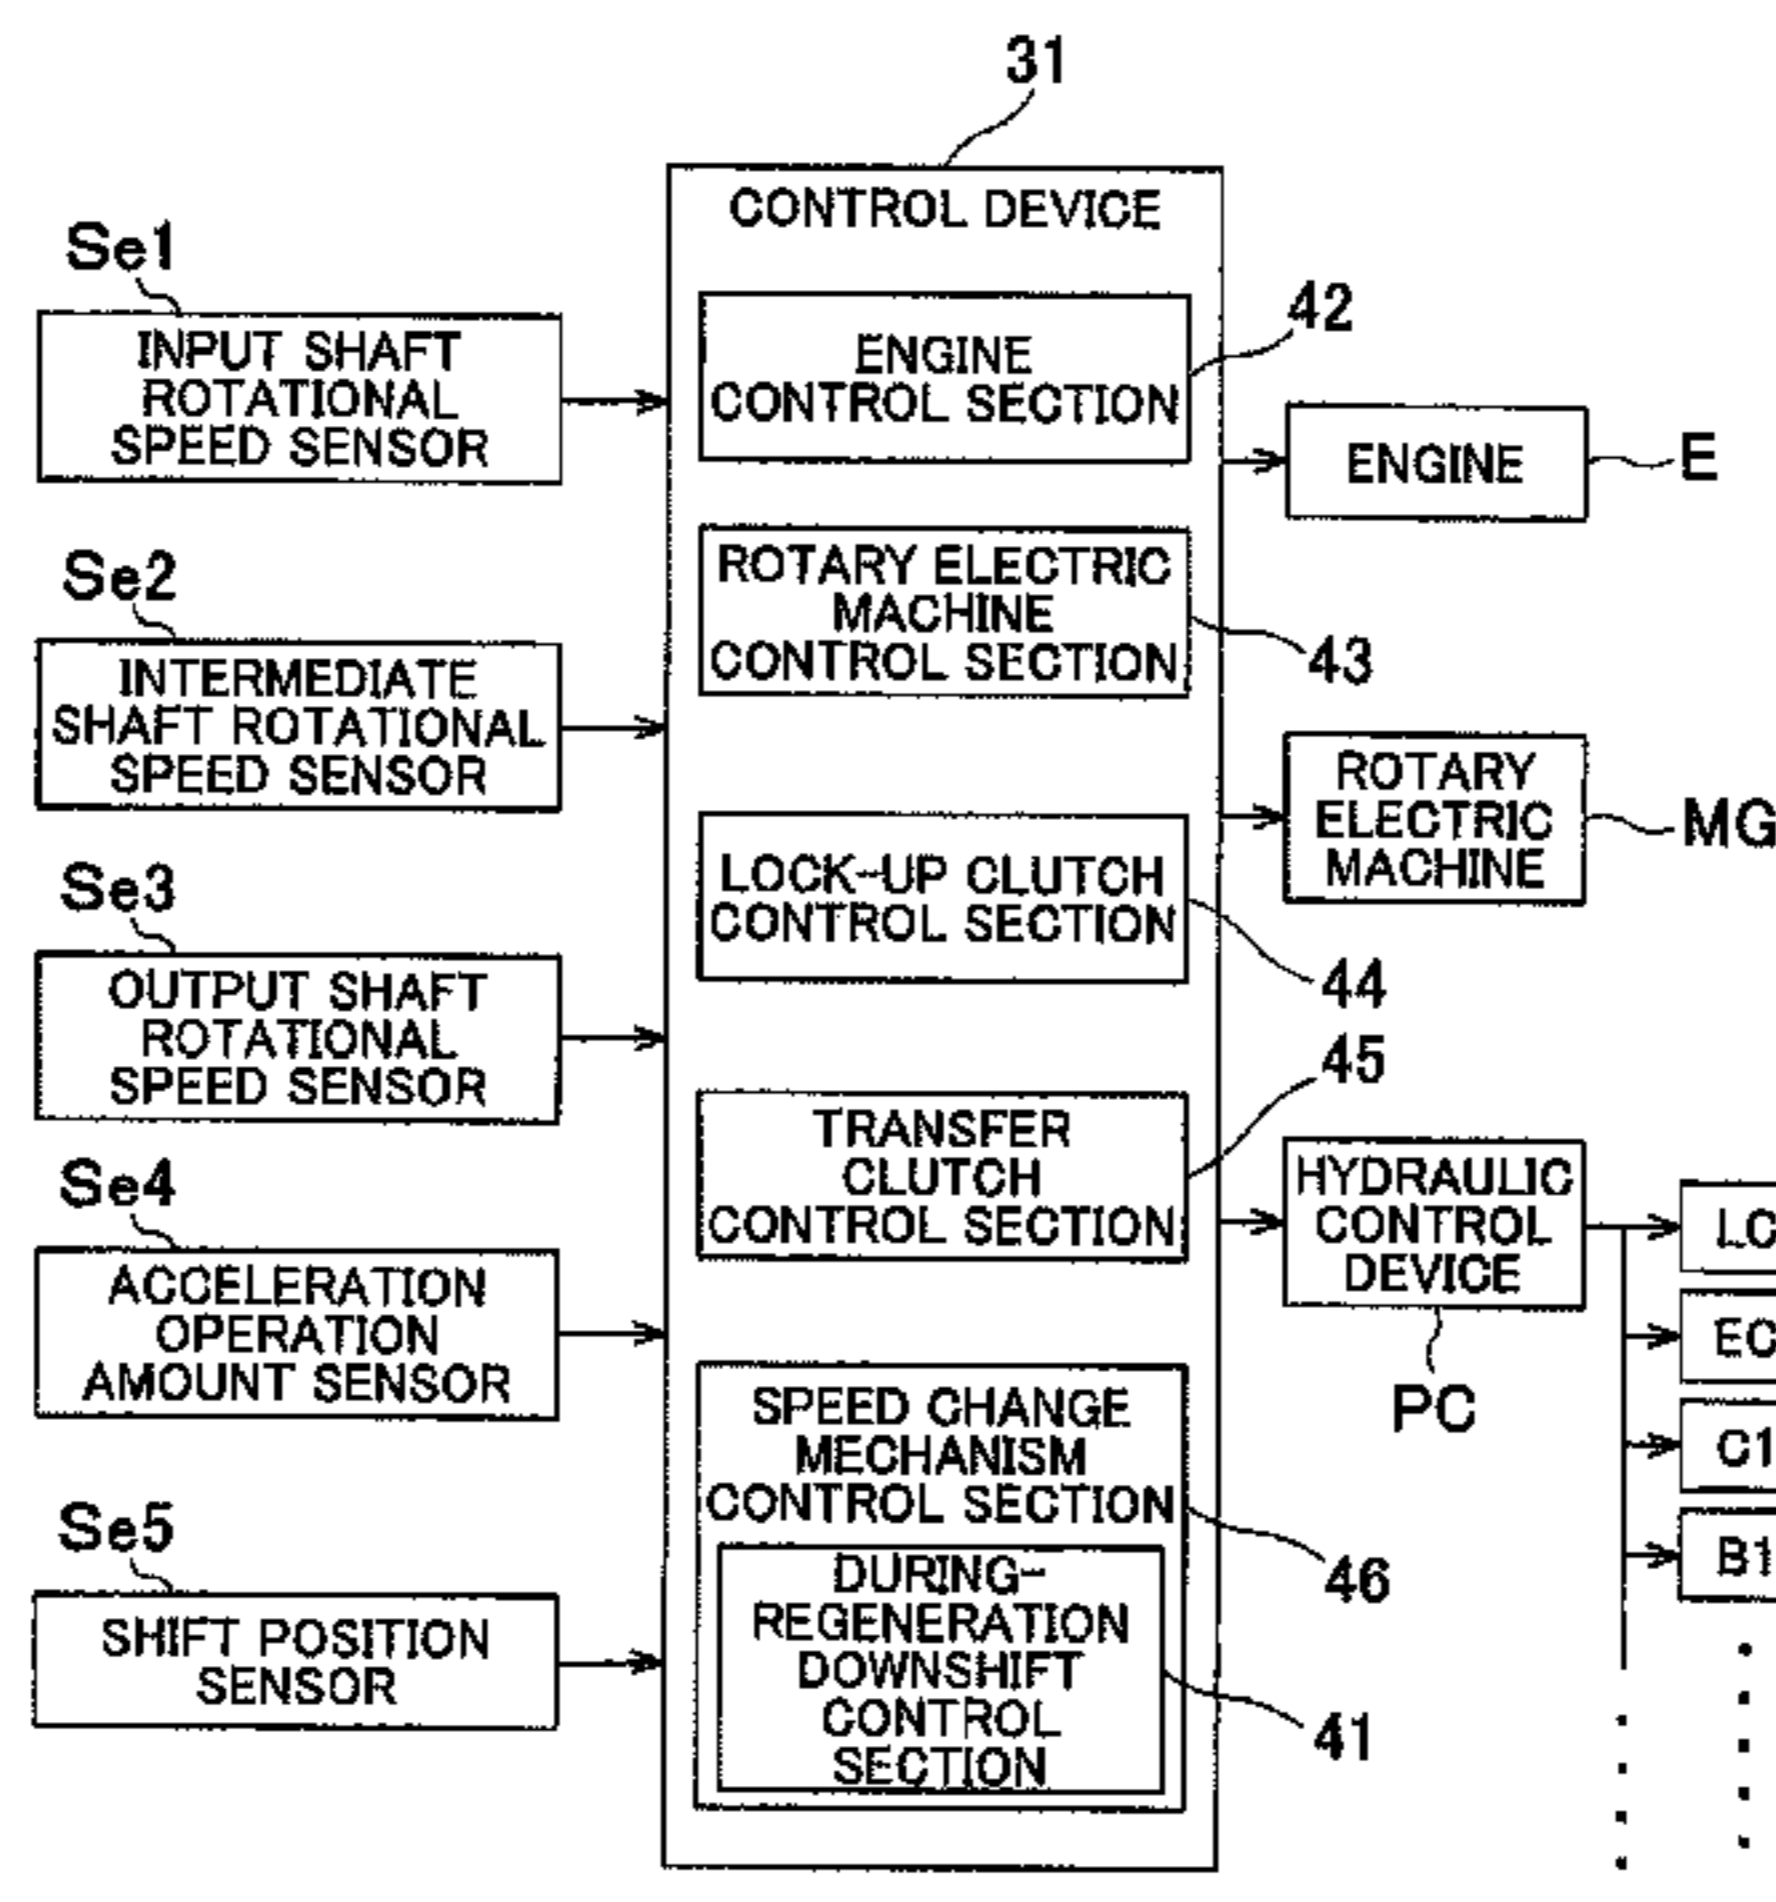 31
CONTROL DEVICE
Se1
INPUT SHAFT
ROTATIONAL
SPEED SENSOR
Se2
INTERMEDIATE
SHAFT ROTATIONAL
SPEED SENSOR
Se3
OUTPUT SHAFT
ROTATIONAL
SPEED SENSOR
Se4
ACCELERATION
OPERATION
AMOUNT SENSOR
Se5
SHIFT POSITION
SENSOR
42
ENGINE
CONTROL SECTION
ROTARY ELECTRIC
MACHINE
CONTROL SECTION
43
LOCK-UP CLUTCH
CONTROL SECTION
44
45
TRANSFER
CLUTCH
CONTROL SECTION
SPEED CHANGE
MECHANISM
CONTROL SECTION
46
DURING-
REGENERATION
DOWNSHIFT
CONTROL
SECTION
41
ENGINE
E
ROTARY
ELECTRIC
MACHINE
MG
HYDRAULIC
CONTROL
DEVICE
PC
LC
EC
C1
B1